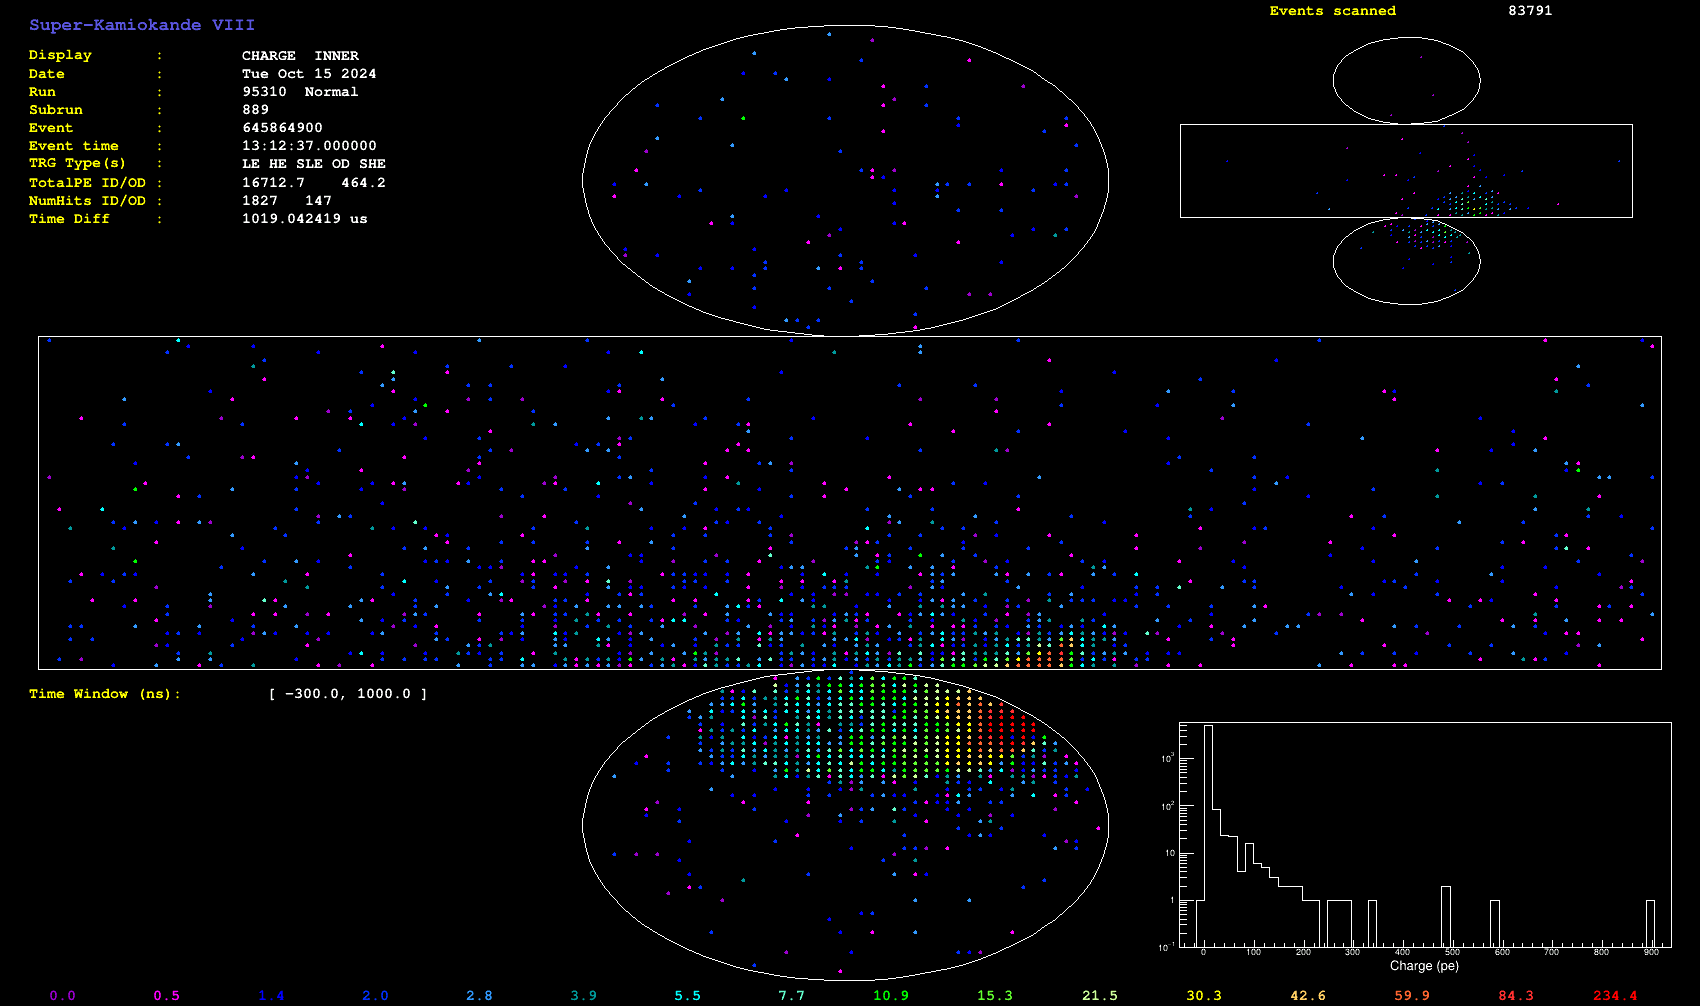 Super-Kamiokande VIII
Events scanned 83791
Display : CHARGE INNER
Date : Tue Oct 15 2024
Run : 95310 Normal
Subrun : 889
Event : 645864900
Event time : 13:12:37.000000
TRG Type(s) : LE HE SLE OD SHE
TotalPE ID/OD : 16712.7 464.2
NumHits ID/OD : 1827 147
Time Diff : 1019.042419 us
Time Window (ns): [ -300.0, 1000.0 ]
10³
10²
10
1
10⁻¹
0 100 200 300 400 500 600 700 800 900
Charge (pe)
0.0 0.5 1.4 2.0 2.8 3.9 5.5 7.7 10.9 15.3 21.5 30.3 42.6 59.9 84.3 234.4